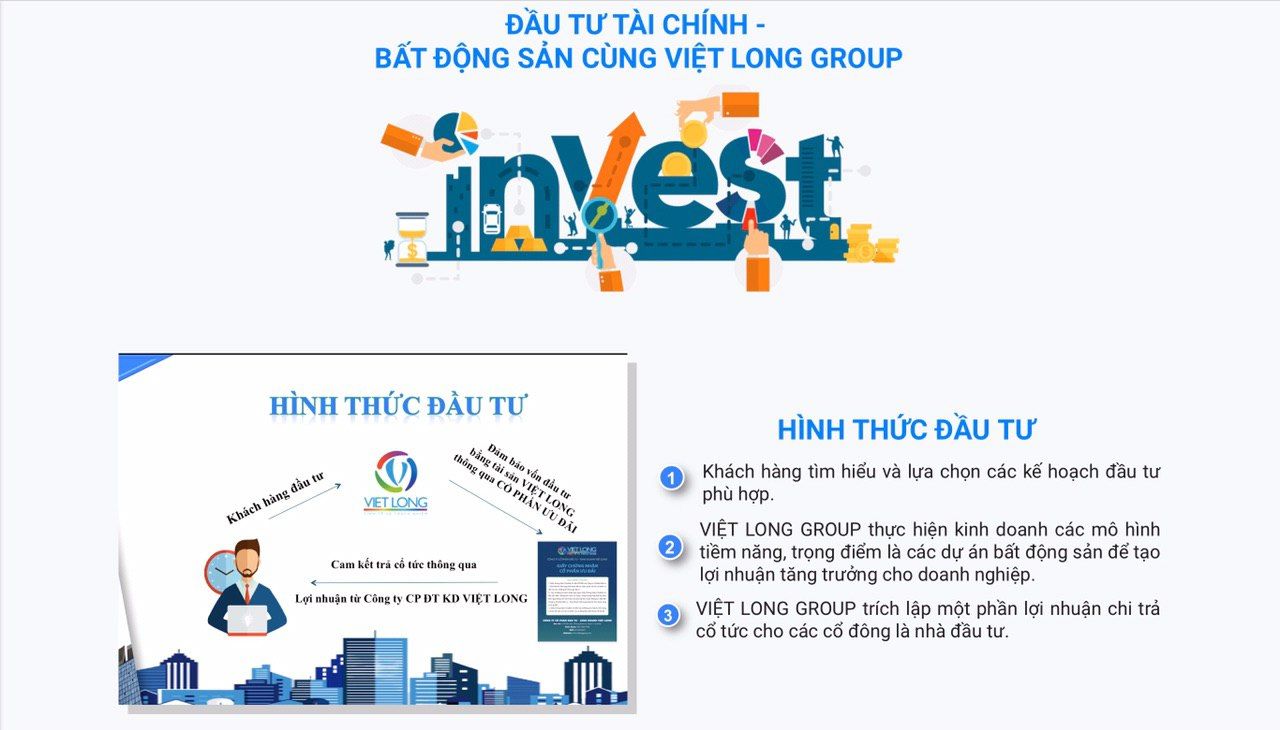 ĐẦU TƯ TÀI CHÍNH -
BẤT ĐỘNG SẢN CÙNG VIỆT LONG GROUP
invest
HÌNH THỨC ĐẦU TƯ
Khách hàng đầu tư
VIET LONG
Đảm bảo vốn đầu tư
bằng tài sản VIỆT LONG
thông qua CỔ PHẦN ƯU ĐÃI
Cam kết trả cổ tức thông qua
Lợi nhuận từ Công ty CP ĐT KD VIỆT LONG
VIET LONG
GIẤY CHỨNG NHẬN
CỔ PHẦN ƯU ĐÃI
HÌNH THỨC ĐẦU TƯ
1 Khách hàng tìm hiểu và lựa chọn các kế hoạch đầu tư
phù hợp.
2 VIỆT LONG GROUP thực hiện kinh doanh các mô hình
tiềm năng, trọng điểm là các dự án bất động sản để tạo
lợi nhuận tăng trưởng cho doanh nghiệp.
3 VIỆT LONG GROUP trích lập một phần lợi nhuận chi trả
cổ tức cho các cổ đông là nhà đầu tư.